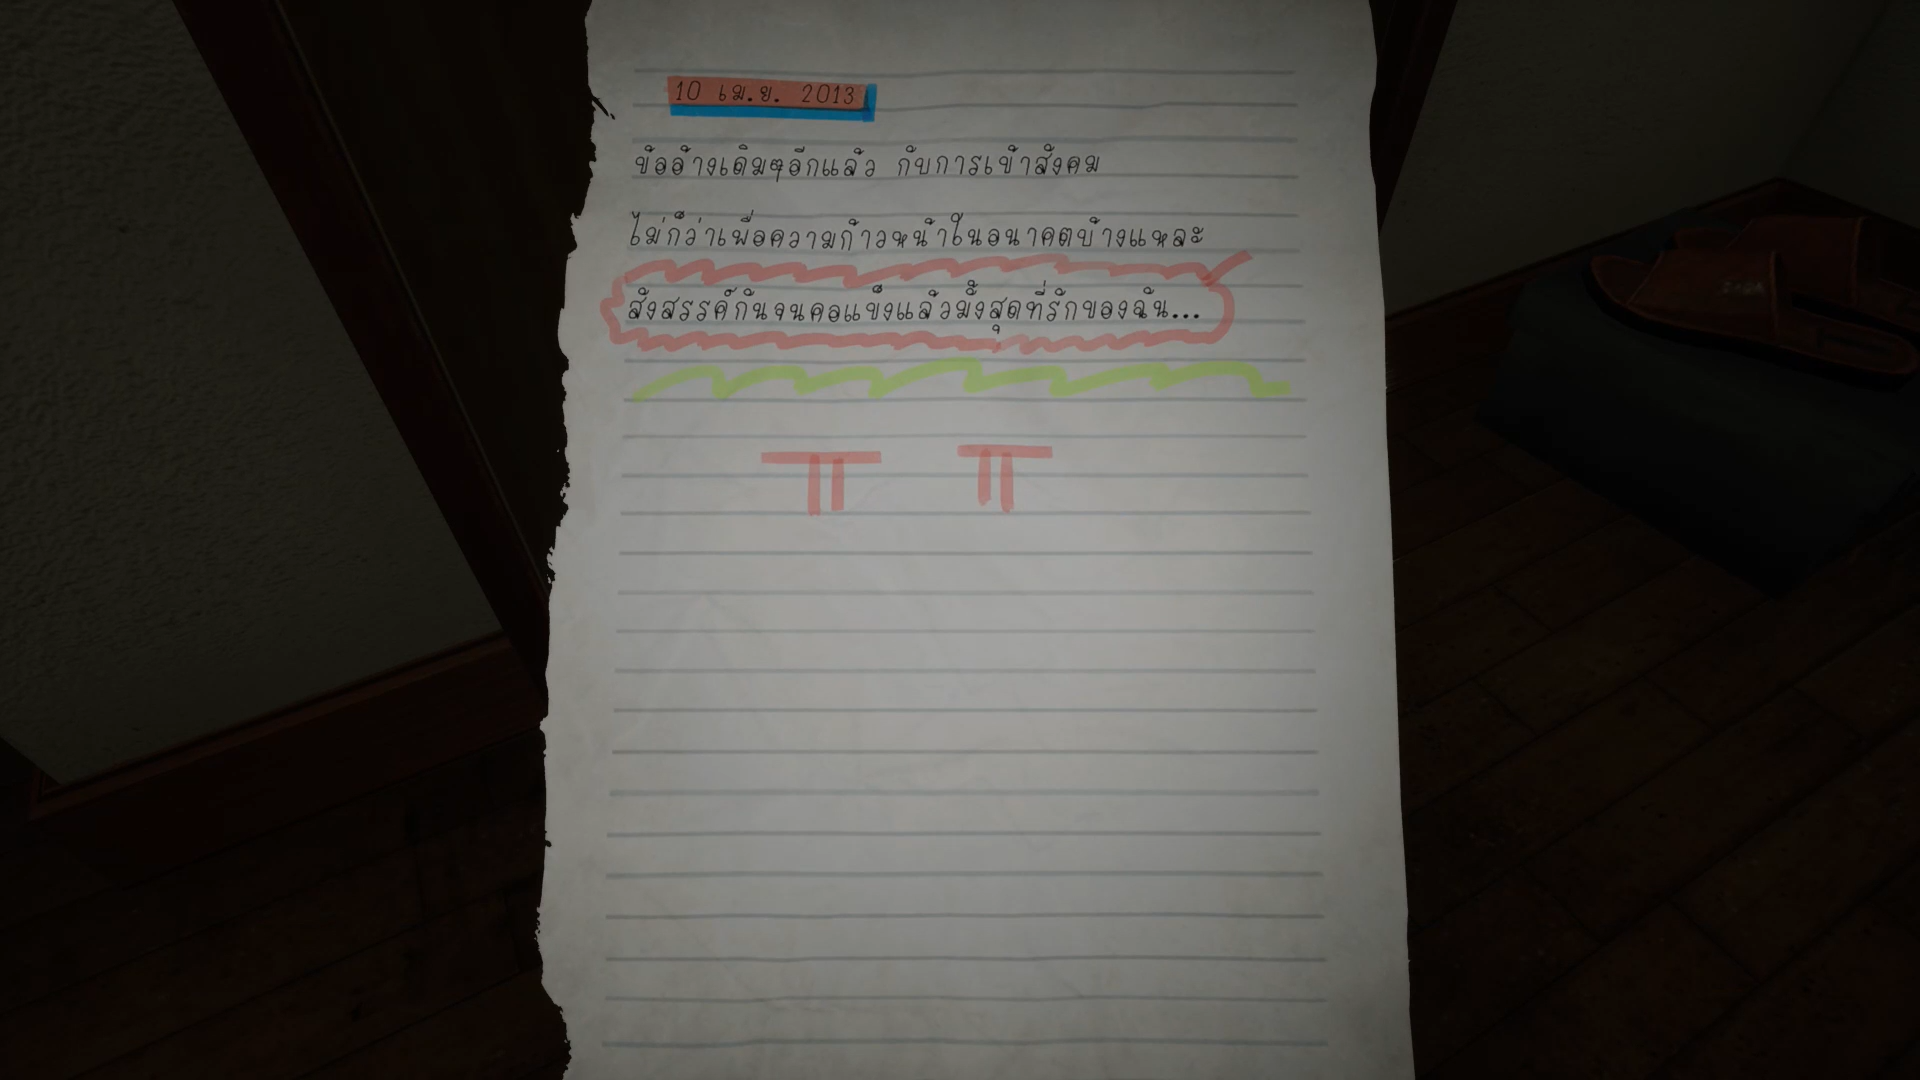 10 เม.ย. 2013
ข้ออ้างเดิมๆอีกแล้ว กับการเข้าสังคม
ไม่ก็ว่าเพื่อความก้าวหน้าในอนาคตบ้างแหละ
สังสรรค์กันจนคอแข็งแล้วมั้งสุดที่รักของฉัน...
TT TT